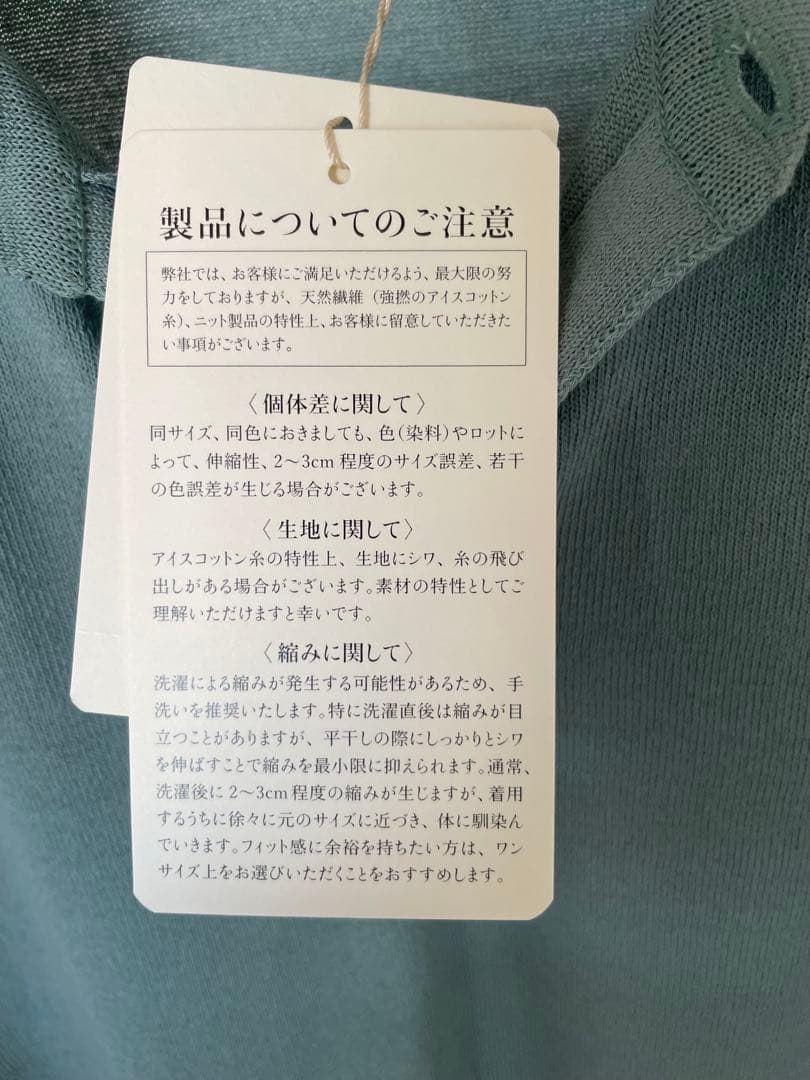 製品についてのご注意
弊社では、お客様にご満足いただけるよう、最大限の努
力をしておりますが、天然繊維（強撚のアイスコットン
糸）、ニット製品の特性上、お客様に留意していただきた
い事項がございます。
〈個体差に関して〉
同サイズ、同色におきましても、色（染料）やロットに
よって、伸縮性、2〜3cm 程度のサイズ誤差、若干
の色誤差が生じる場合がございます。
〈生地に関して〉
アイスコットン糸の特性上、生地にシワ、糸の飛び
出しがある場合がございます。素材の特性としてご
理解いただけますと幸いです。
〈縮みに関して〉
洗濯による縮みが発生する可能性があるため、手
洗いを推奨いたします。特に洗濯直後は縮みが目
立つことがありますが、平干しの際にしっかりとシワ
を伸ばすことで縮みを最小限に抑えられます。通常、
洗濯後に 2〜3cm 程度の縮みが生じますが、着用
するうちに徐々に元のサイズに近づき、体に馴染ん
でいきます。フィット感に余裕を持ちたい方は、ワン
サイズ上をお選びいただくことをおすすめします。